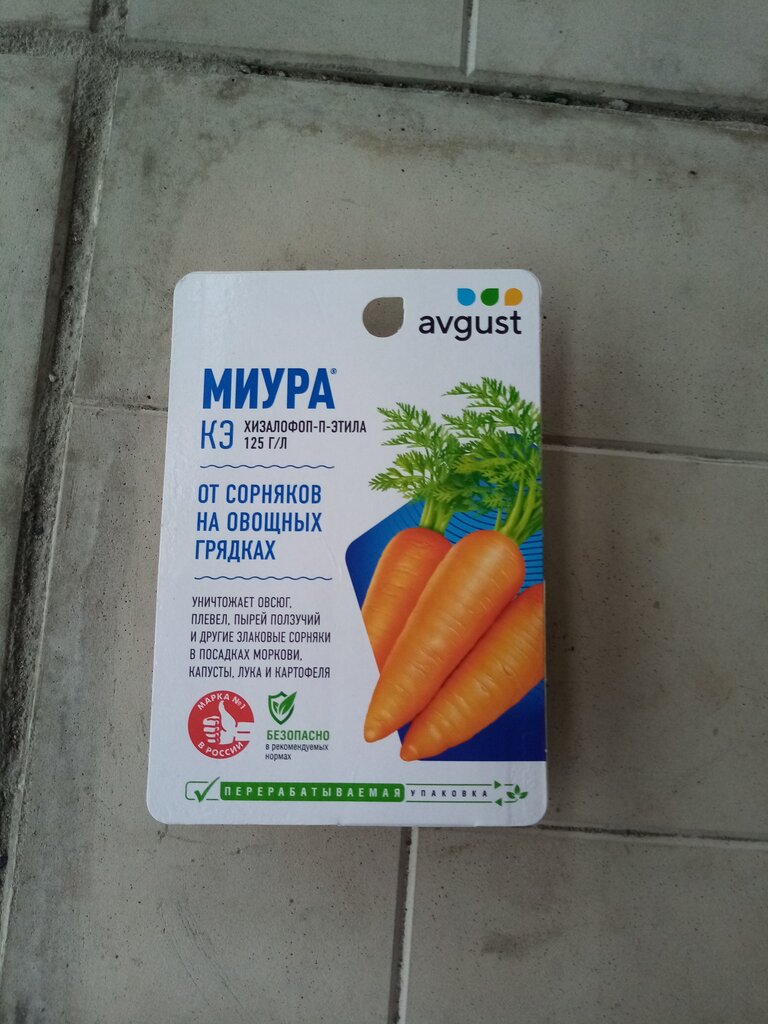 avgust
МИУРА®
КЭ ХИЗАЛОФОП-П-ЭТИЛА
125 Г/Л
ОТ СОРНЯКОВ
НА ОВОЩНЫХ
ГРЯДКАХ
УНИЧТОЖАЕТ ОВСЮГ,
ПЛЕВЕЛ, ПЫРЕЙ ПОЛЗУЧИЙ
И ДРУГИЕ ЗЛАКОВЫЕ СОРНЯКИ
В ПОСАДКАХ МОРКОВИ,
КАПУСТЫ, ЛУКА И КАРТОФЕЛЯ
МАРКА №1
В РОССИИ
БЕЗОПАСНО
в рекомендуемых
нормах
ПЕРЕРАБАТЫВАЕМАЯ УПАКОВКА